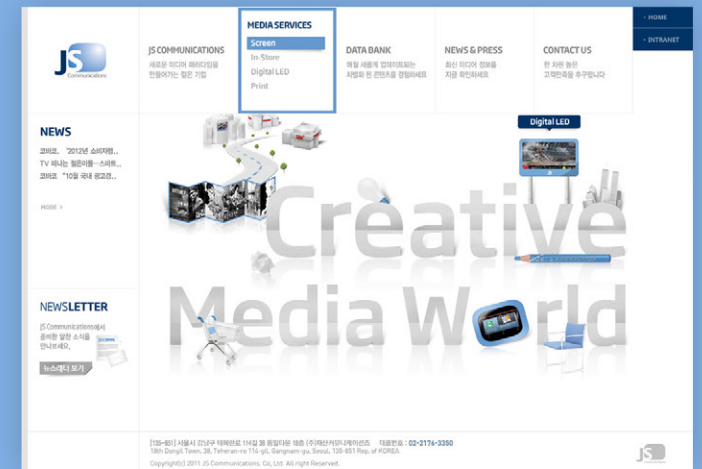 HOME
INTRANET
JS
Communications
JS COMMUNICATIONS
새로운 미디어 패러다임을
만들어가는 젊은 기업
MEDIA SERVICES
Screen
In-Store
Digital LED
Print
DATA BANK
매월 새롭게 업데이트되는
차별화 된 콘텐츠를 경험하세요
NEWS & PRESS
최신 미디어 정보를
지금 확인하세요
CONTACT US
한 차원 높은
고객만족을 추구합니다
NEWS
코바코, '2012년 소비자행..
TV 떠나는 젊은이들…스마트..
코바코 "10월 국내 광고경..
MORE >
Digital LED
Creative
Media World
NEWSLETTER
JS Communications에서
준비한 알찬 소식을
만나보세요.
뉴스레터 보기
[135-851] 서울시 강남구 테헤란로 114길 38 동일타워 18층 (주)제이에스커뮤니케이션즈 대표번호 : 02-2176-3350
18th Dongil Town, 38, Teheran-ro 114-gil, Gangnam-gu, Seoul, 135-851 Rep. of KOREA
Copyright(c) 2011 JS Communications. Co, Ltd. All right Reserved.
JS